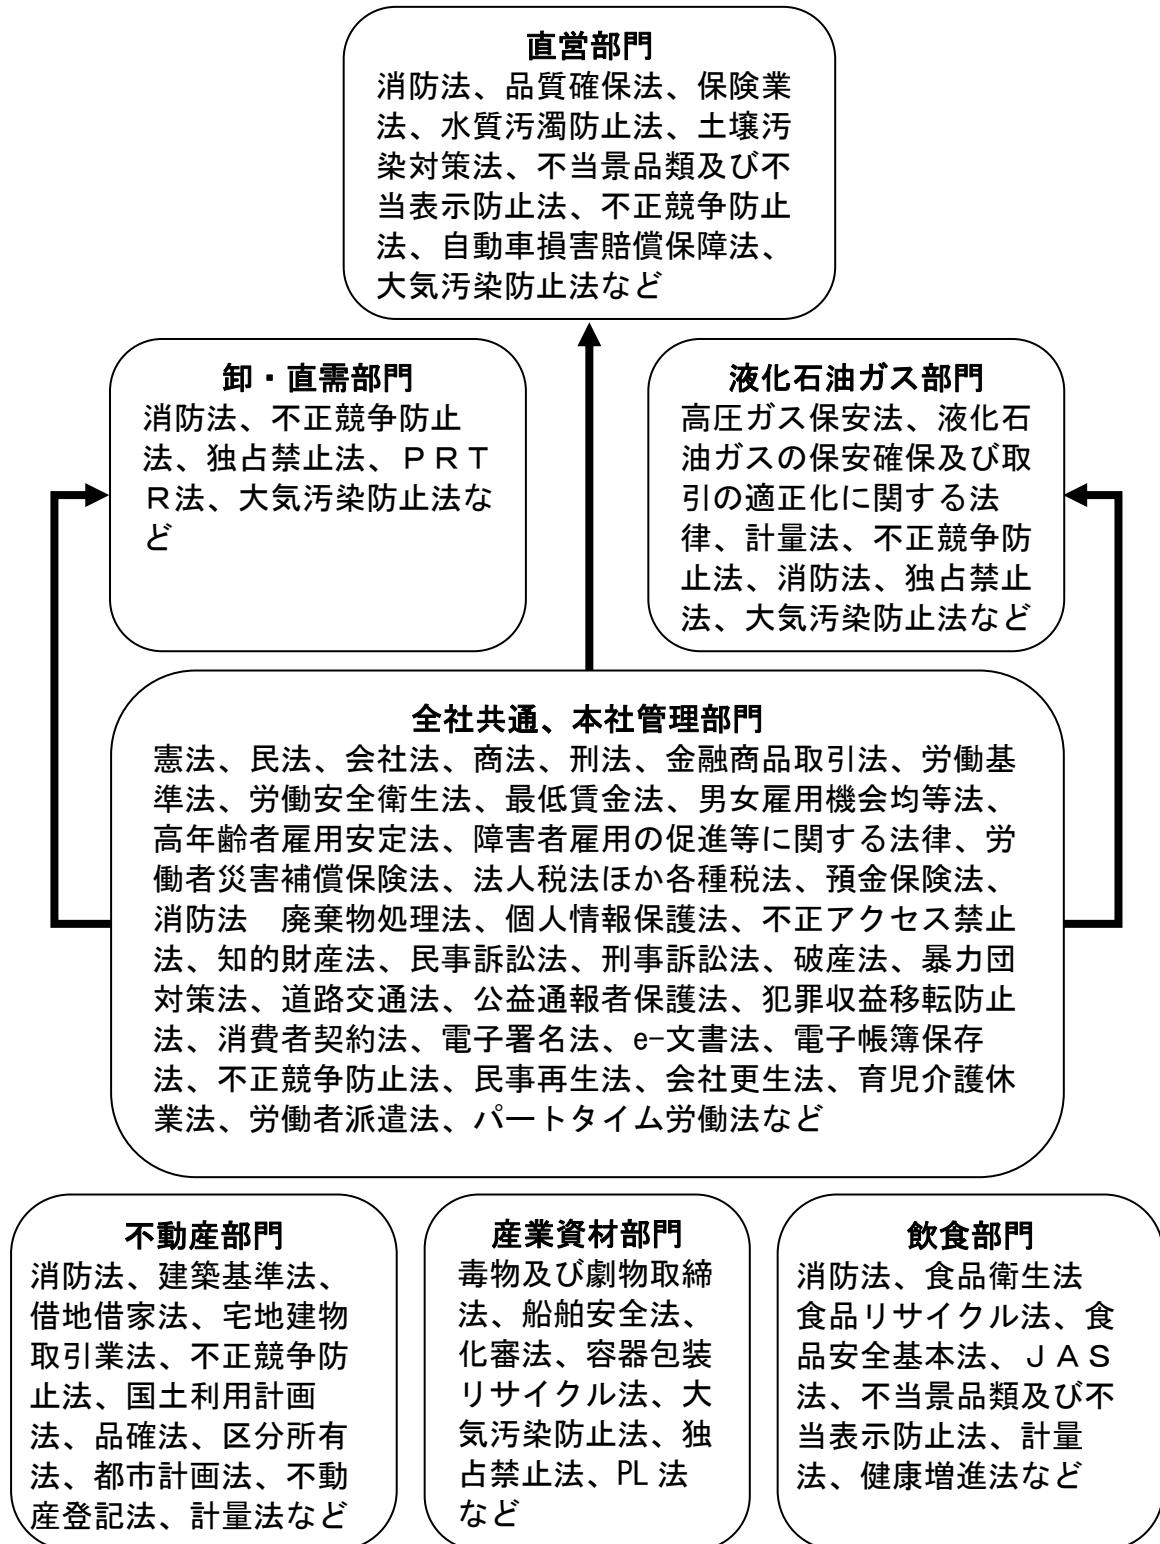 直営部門
消防法、品質確保法、保険業
法、水質汚濁防止法、土壌汚
染対策法、不当景品類及び不
当表示防止法、不正競争防止
法、自動車損害賠償保障法、
大気汚染防止法など
卸・直需部門
消防法、不正競争防止
法、独占禁止法、ＰＲＴ
Ｒ法、大気汚染防止法な
ど
液化石油ガス部門
高圧ガス保安法、液化石
油ガスの保安確保及び取
引の適正化に関する法
律、計量法、不正競争防
止法、消防法、独占禁止
法、大気汚染防止法など
全社共通、本社管理部門
憲法、民法、会社法、商法、刑法、金融商品取引法、労働基
準法、労働安全衛生法、最低賃金法、男女雇用機会均等法、
高年齢者雇用安定法、障害者雇用の促進等に関する法律、労
働者災害補償保険法、法人税法ほか各種税法、預金保険法、
消防法　廃棄物処理法、個人情報保護法、不正アクセス禁止
法、知的財産法、民事訴訟法、刑事訴訟法、破産法、暴力団
対策法、道路交通法、公益通報者保護法、犯罪収益移転防止
法、消費者契約法、電子署名法、e-文書法、電子帳簿保存
法、不正競争防止法、民事再生法、会社更生法、育児介護休
業法、労働者派遣法、パートタイム労働法など
不動産部門
消防法、建築基準法、
借地借家法、宅地建物
取引業法、不正競争防
止法、国土利用計画
法、品確法、区分所有
法、都市計画法、不動
産登記法、計量法など
産業資材部門
毒物及び劇物取締
法、船舶安全法、
化審法、容器包装
リサイクル法、大
気汚染防止法、独
占禁止法、PL 法
など
飲食部門
消防法、食品衛生法
食品リサイクル法、食
品安全基本法、ＪＡＳ
法、不当景品類及び不
当表示防止法、計量
法、健康増進法など